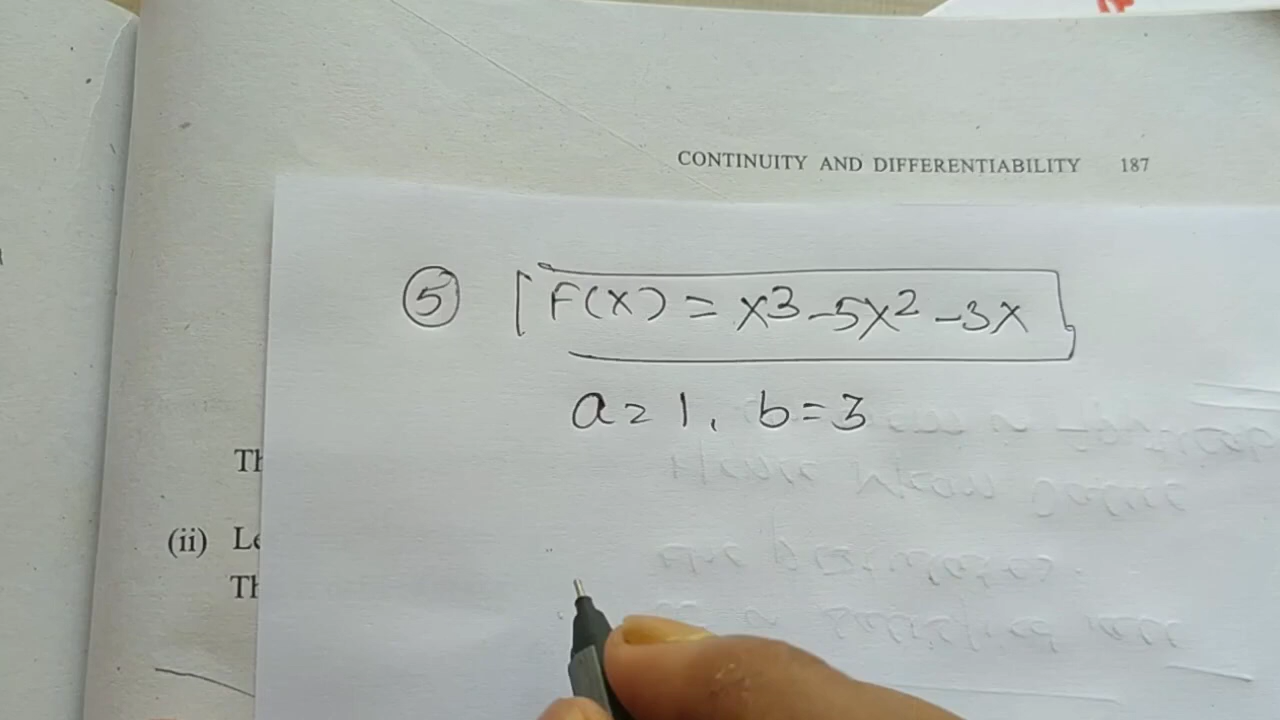 CONTINUITY AND DIFFERENTIABILITY 187
5 F(x) = x3-5x2-3x
a=1, b=3
Th
(ii) Le
Th